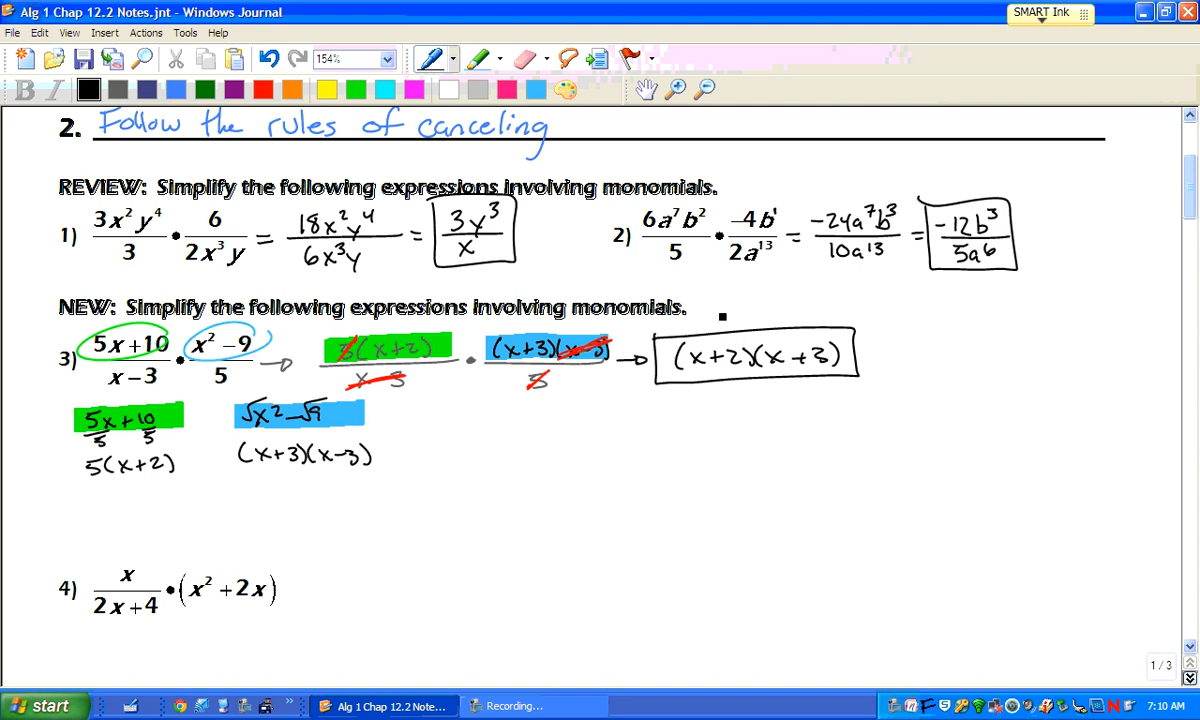 Alg 1 Chap 12.2 Notes.jnt - Windows Journal
SMART Ink
File Edit View Insert Actions Tools Help
154%
B I
2. Follow the rules of canceling
REVIEW: Simplify the following expressions involving monomials.
1) 3x² y⁴ / 3 • 6 / 2x³ y = 18x²y⁴ / 6x³y = 3y³ / x
2) 6a⁷ b² / 5 • -4b¹ / 2a¹³ = -24a⁷b³ / 10a¹³ = -12b³ / 5a⁶
NEW: Simplify the following expressions involving monomials.
3) 5x+10 / x-3 • x²-9 / 5 → 5(x+2) / x-3 • (x+3)(x-3) / 5 → (x+2)(x+3)
5x+10 √x² - √9
5 5
5(x+2) (x+3)(x-3)
4) x / 2x+4 • (x²+2x)
1 / 3
start Alg 1 Chap 12.2 Note... Recording... 7:10 AM